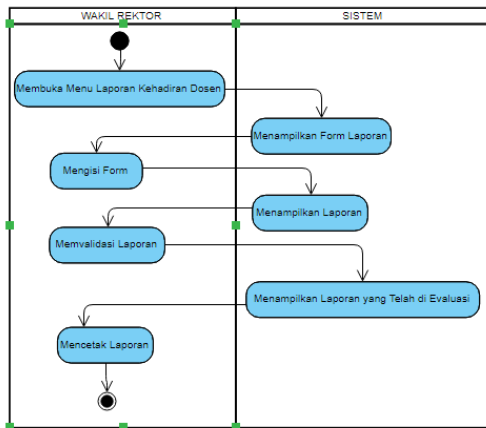 WAKIL REKTOR
SISTEM
Membuka Menu Laporan Kehadiran Dosen
Menampilkan Form Laporan
Mengisi Form
Menampilkan Laporan
Memvalidasi Laporan
Menampilkan Laporan yang Telah di Evaluasi
Mencetak Laporan